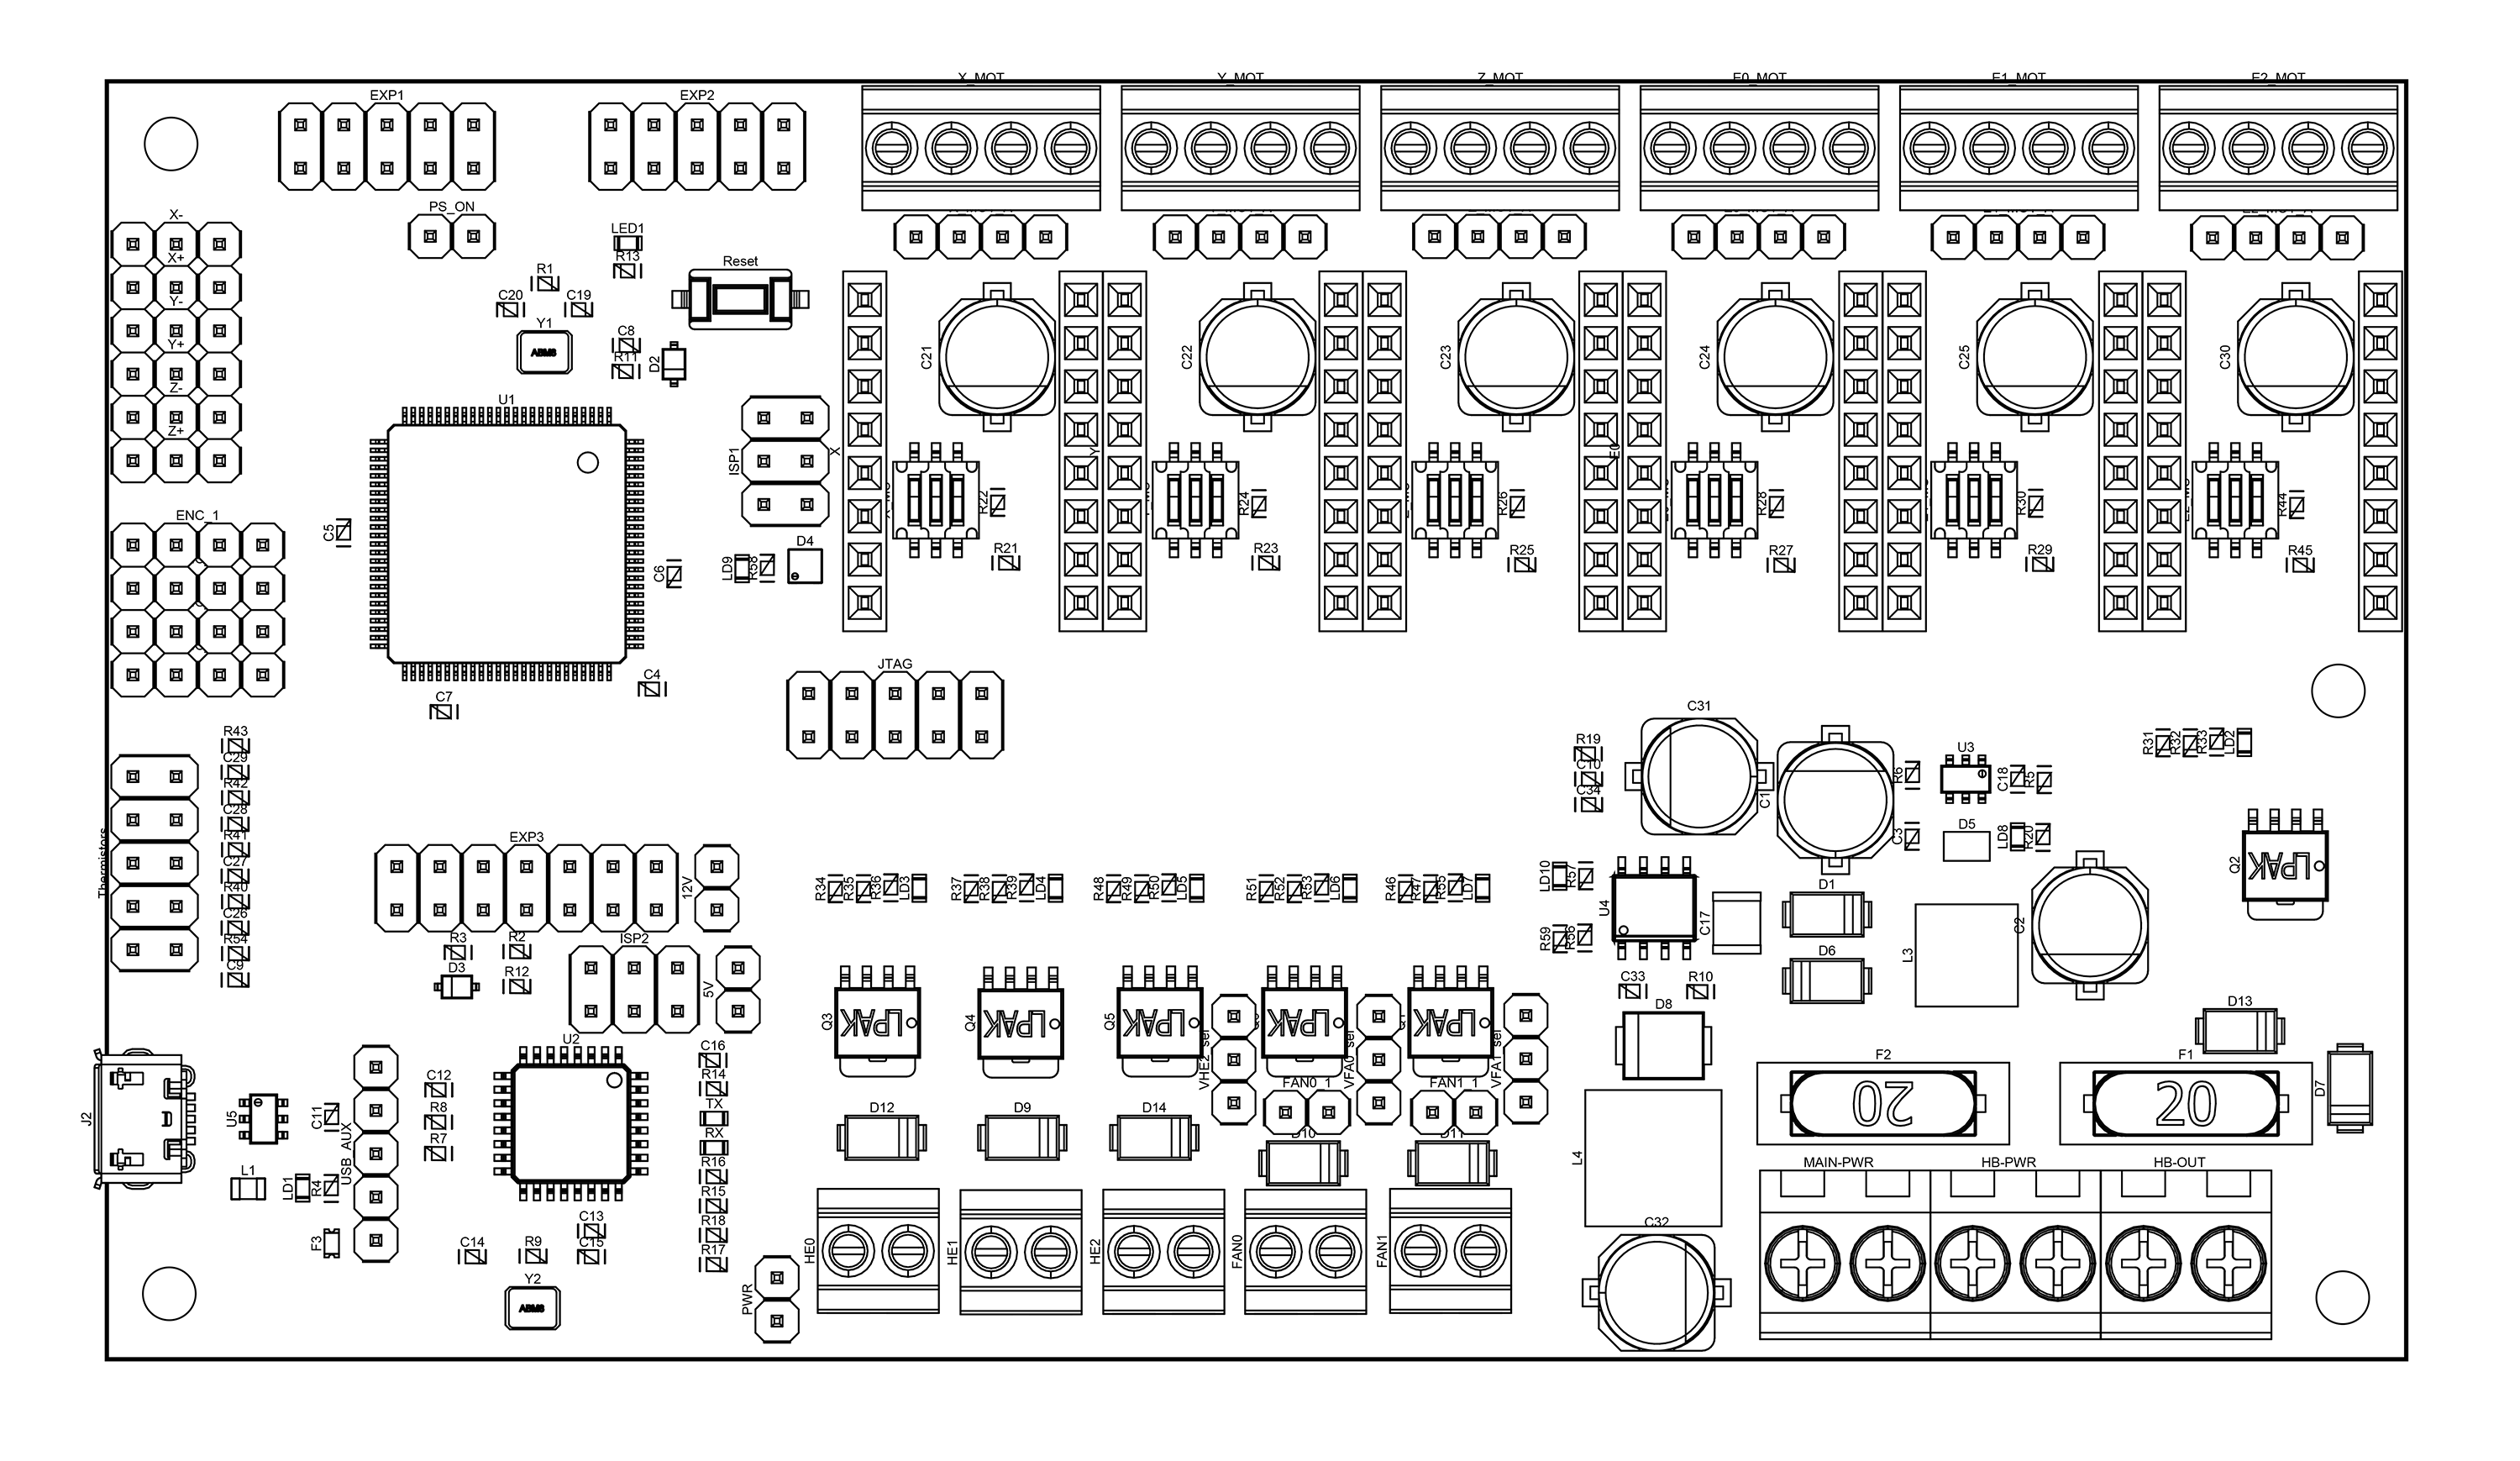 X_MOT
Y_MOT
Z_MOT
E0_MOT
E1_MOT
E2_MOT
EXP1
EXP2
PS_ON
X-
X+
Y-
Y+
Z-
Z+
LED1
R13
Reset
R1
C20
C19
Y1
ABM8
C8
R11
D2
U1
ISP1
X
Y
E0
C21
C22
C23
C24
C25
C30
R22
R24
R26
R28
R30
R44
R21
R23
R25
R27
R29
R45
ENC_1
C5
C6
LD9
R58
D4
C4
C7
JTAG
R43
C29
R42
C28
R41
C27
R40
C26
R54
C9
Thermistors
C31
R19
C10
C34
C1
R6
U3
C18
R5
C3
D5
LD8
R20
R31
R32
R33
LD2
Q2
LPAK
EXP3
12V
R34
R35
R36
LD3
R37
R38
R39
LD4
R48
R49
R50
LD5
R51
R52
R53
LD6
R46
R47
R55
LD7
LD10
R57
U4
C17
D1
D6
L3
C2
R59
R56
C33
R10
D8
D13
R3
R2
D3
R12
ISP2
5V
Q3
LPAK
Q4
LPAK
Q5
LPAK
LPAK
LPAK
VHE2_sel
VFA0_sel
VFA1_sel
FAN0_1
FAN1_1
U2
C16
R14
TX
RX
R16
R15
R18
R17
J2
U5
C11
L1
LD1
R4
F3
USB_AUX
C12
R8
R7
C13
C14
R9
C15
Y2
ABM8
PWR
D12
D9
D14
D10
D11
HE0
HE1
HE2
FAN0
FAN1
L4
C32
F2
20
F1
20
D7
MAIN-PWR
HB-PWR
HB-OUT